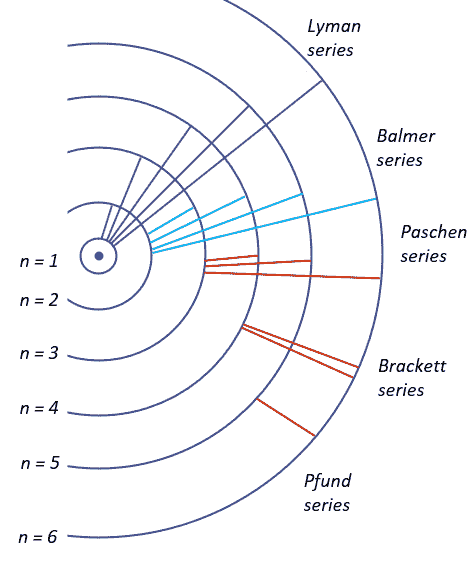 Lyman
series
Balmer
series
Paschen
series
n = 1
n = 2
n = 3
Brackett
series
n = 4
n = 5
Pfund
series
n = 6